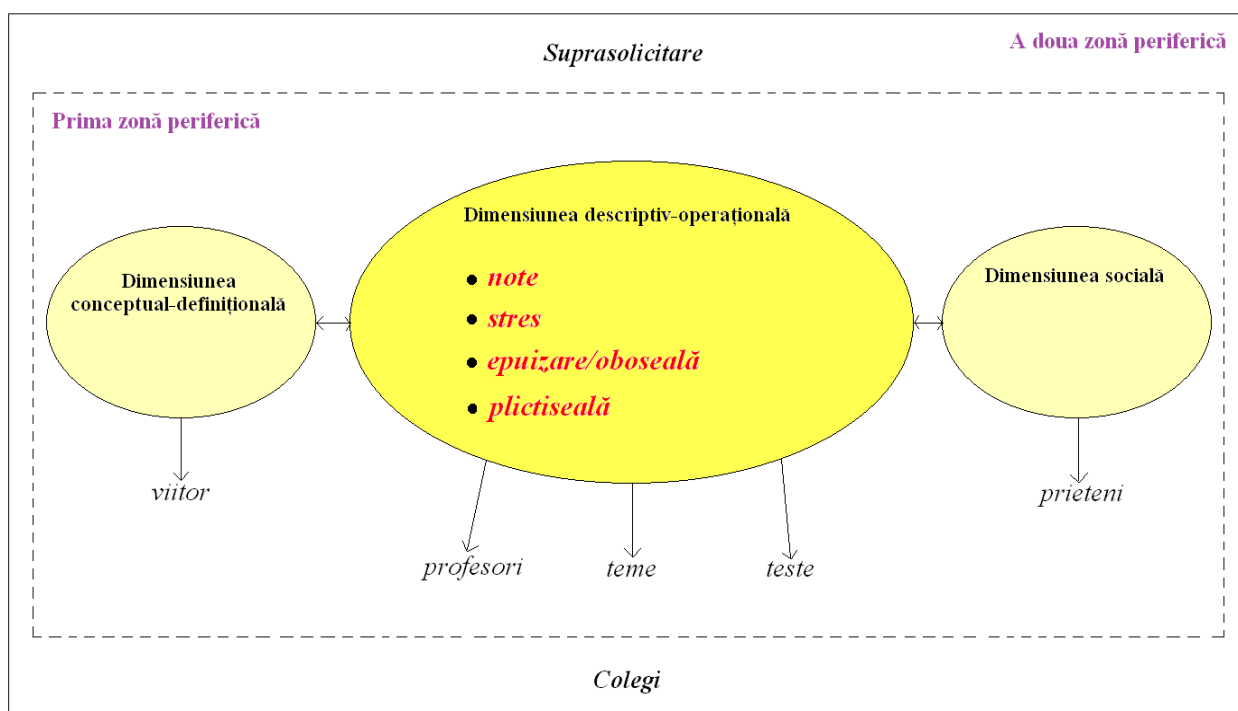 A doua zonă periferică
Suprasolicitare
Prima zonă periferică
Dimensiunea descriptiv-operațională
Dimensiunea
conceptual-definițională
Dimensiunea socială
• note
• stres
• epuizare/oboseală
• plictiseală
viitor
prieteni
profesori
teme
teste
Colegi